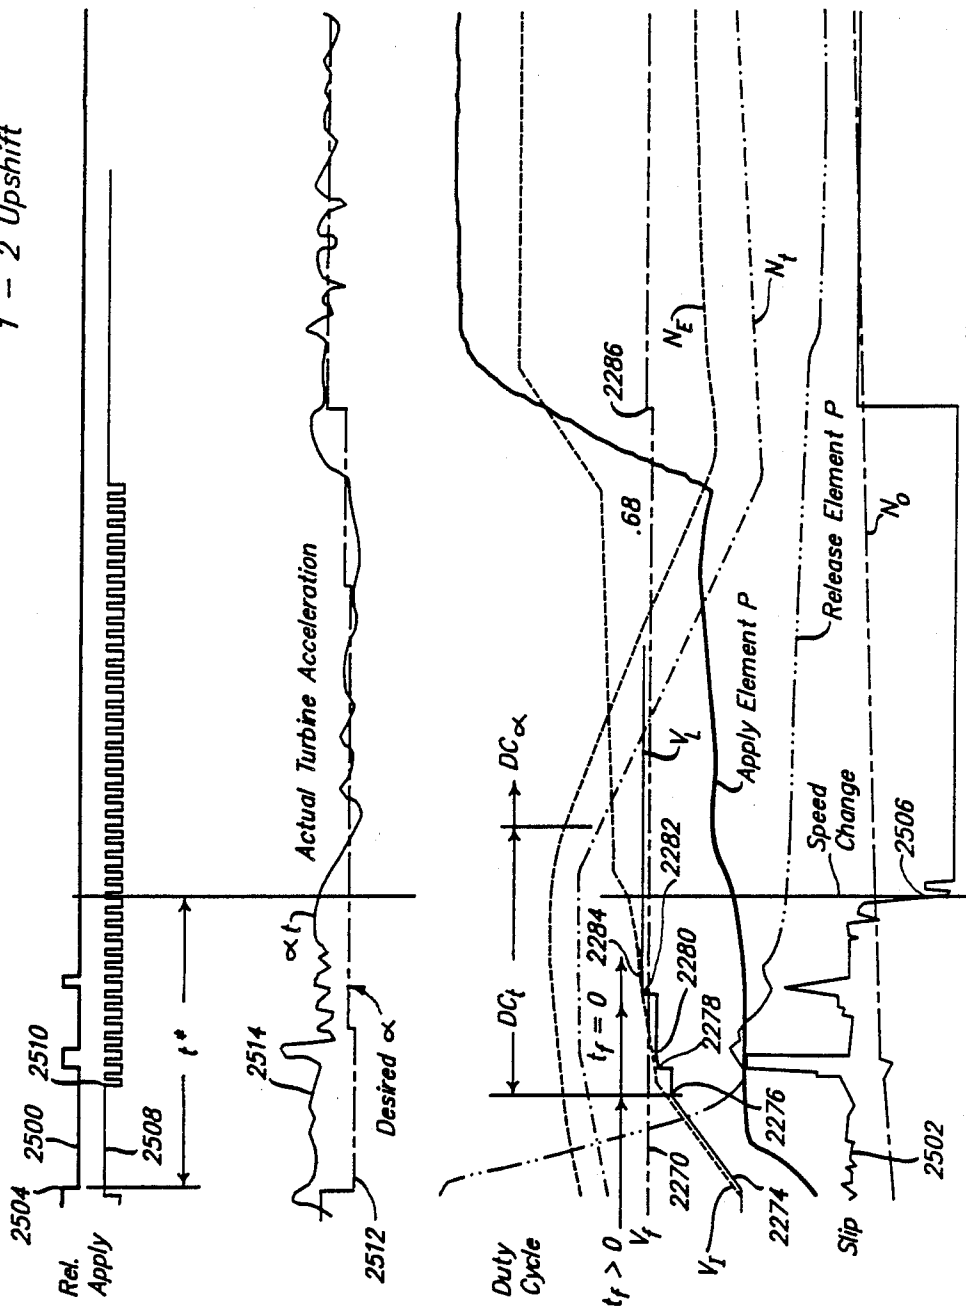 1 – 2 Upshift
Rel.
Apply
2504
2500
2508
2510
t*
2512
2514
αt
Desired α
Actual Turbine Acceleration
Duty
Cycle
DCt
DCα
tf > 0
tf = 0
Vf
VI
2270
2274
2276
2278
2280
2282
2284
VL
.68
2286
NE
Nt
Apply Element P
Release Element P
No
Speed
Change
2506
Slip
2502